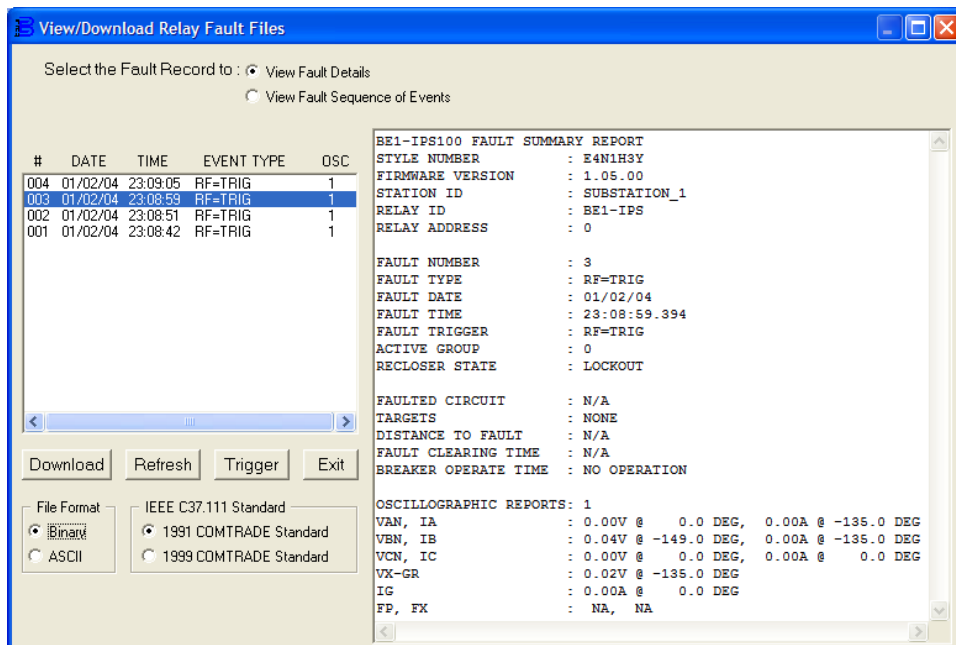 View/Download Relay Fault Files
Select the Fault Record to : View Fault Details
View Fault Sequence of Events
# DATE TIME EVENT TYPE OSC
004 01/02/04 23:09:05 RF=TRIG 1
003 01/02/04 23:08:59 RF=TRIG 1
002 01/02/04 23:08:51 RF=TRIG 1
001 01/02/04 23:08:42 RF=TRIG 1
Download Refresh Trigger Exit
File Format
Binary
ASCII
IEEE C37.111 Standard
1991 COMTRADE Standard
1999 COMTRADE Standard
BE1-IPS100 FAULT SUMMARY REPORT
STYLE NUMBER : E4N1H3Y
FIRMWARE VERSION : 1.05.00
STATION ID : SUBSTATION_1
RELAY ID : BE1-IPS
RELAY ADDRESS : 0
FAULT NUMBER : 3
FAULT TYPE : RF=TRIG
FAULT DATE : 01/02/04
FAULT TIME : 23:08:59.394
FAULT TRIGGER : RF=TRIG
ACTIVE GROUP : 0
RECLOSER STATE : LOCKOUT
FAULTED CIRCUIT : N/A
TARGETS : NONE
DISTANCE TO FAULT : N/A
FAULT CLEARING TIME : N/A
BREAKER OPERATE TIME : NO OPERATION
OSCILLOGRAPHIC REPORTS: 1
VAN, IA : 0.00V @ 0.0 DEG, 0.00A @ -135.0 DEG
VBN, IB : 0.04V @ -149.0 DEG, 0.00A @ -135.0 DEG
VCN, IC : 0.00V @ 0.0 DEG, 0.00A @ 0.0 DEG
VX-GR : 0.02V @ -135.0 DEG
IG : 0.00A @ 0.0 DEG
FP, FX : NA, NA